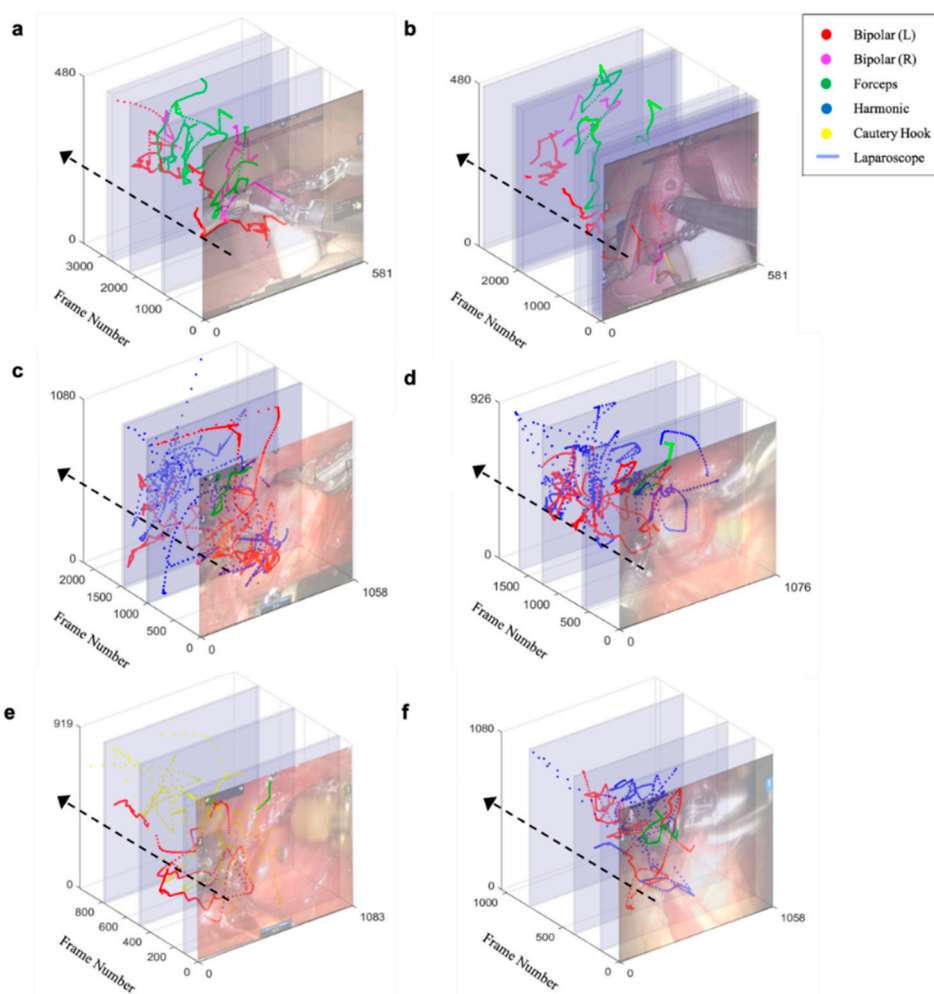 a
480
0
3000
2000
1000
0
0
581
Frame Number
b
480
0
2000
1000
0
0
581
Frame Number
Bipolar (L)
Bipolar (R)
Forceps
Harmonic
Cautery Hook
Laparoscope
c
1080
0
2000
1500
1000
500
0
0
1058
Frame Number
d
926
0
1500
1000
500
0
0
1076
Frame Number
e
919
0
800
600
400
200
0
0
1083
Frame Number
f
1080
0
1000
500
0
0
1058
Frame Number